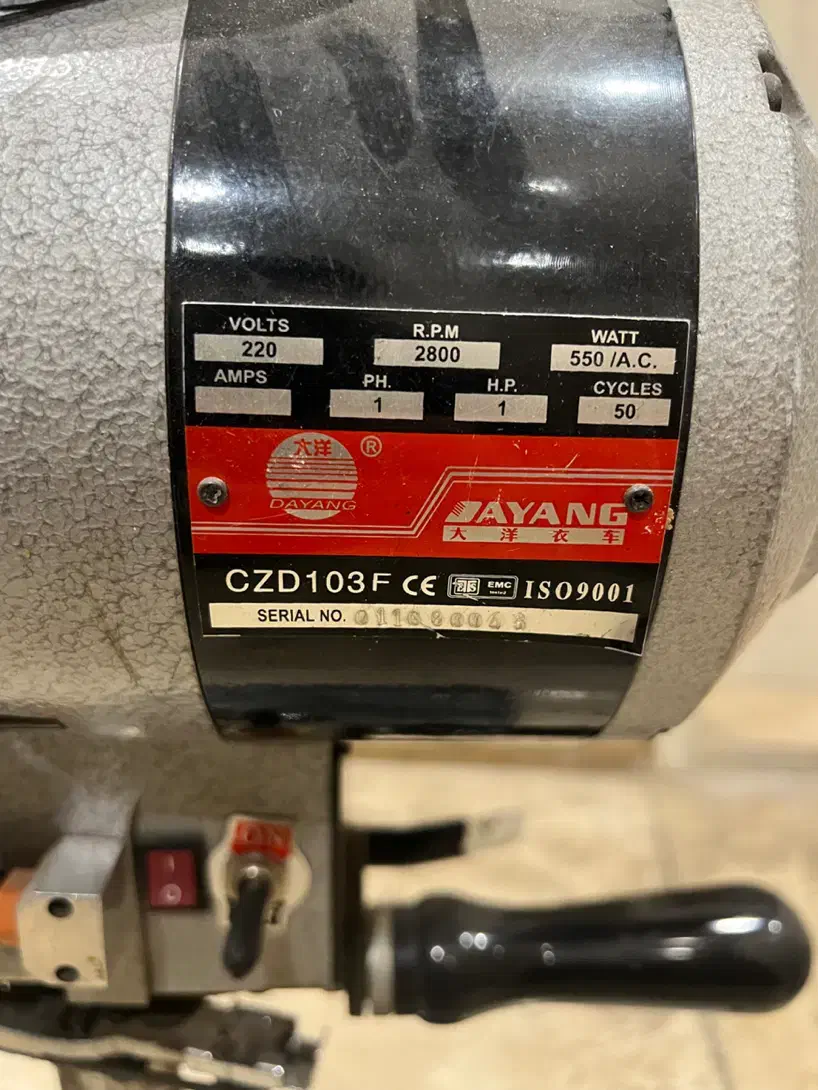 VOLTS R.P.M WATT
220 2800 550 /A.C.
AMPS PH. H.P. CYCLES
1 1 50
大洋 ®
DAYANG
DAYANG
大洋衣车
CZD103F CE EMC ISO9001
SERIAL NO.